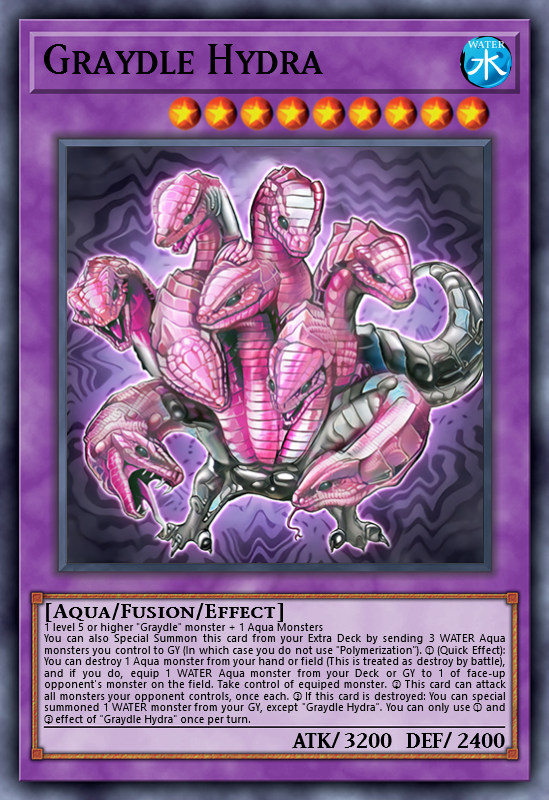 Graydle Hydra
WATER
水
[Aqua/Fusion/Effect]
1 level 5 or higher "Graydle" monster + 1 Aqua Monsters
You can also Special Summon this card from your Extra Deck by sending 3 WATER Aqua
monsters you control to GY (In which case you do not use "Polymerization"). ① (Quick Effect):
You can destroy 1 Aqua monster from your hand or field (This is treated as destroy by battle),
and if you do, equip 1 WATER Aqua monster from your Deck or GY to 1 of face-up
opponent's monster on the field. Take control of equiped monster. ② This card can attack
all monsters your opponent controls, once each. ③ If this card is destroyed: You can special
summoned 1 WATER monster from your GY, except "Graydle Hydra". You can only use ① and
③ effect of "Graydle Hydra" once per turn.
ATK/ 3200 DEF/ 2400